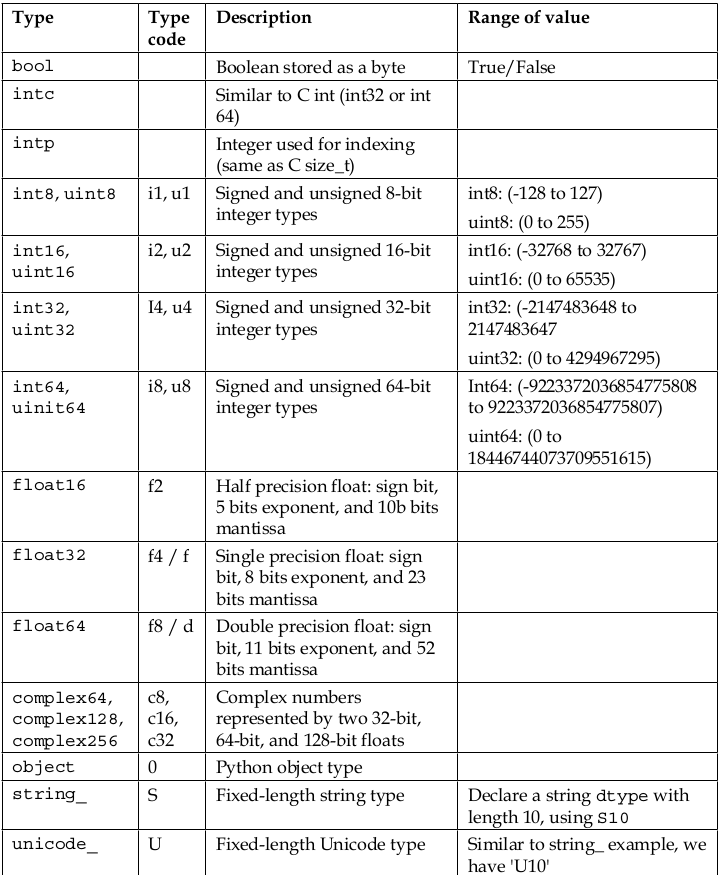 Type Type code Description Range of value
bool Boolean stored as a byte True/False
intc Similar to C int (int32 or int
64)
intp Integer used for indexing
(same as C size_t)
int8, uint8 i1, u1 Signed and unsigned 8-bit
integer types
int8: (-128 to 127)
uint8: (0 to 255)
int16,
uint16
i2, u2
Signed and unsigned 16-bit
integer types
int16: (-32768 to 32767)
uint16: (0 to 65535)
int32,
uint32
I4, u4
Signed and unsigned 32-bit
integer types
int32: (-2147483648 to
2147483647
uint32: (0 to 4294967295)
int64,
uinit64
i8, u8
Signed and unsigned 64-bit
integer types
Int64: (-9223372036854775808
to 9223372036854775807)
uint64: (0 to
18446744073709551615)
float16 f2 Half precision float: sign bit,
5 bits exponent, and 10b bits
mantissa
float32 f4 / f Single precision float: sign
bit, 8 bits exponent, and 23
bits mantissa
float64 f8 / d Double precision float: sign
bit, 11 bits exponent, and 52
bits mantissa
complex64,
complex128,
complex256
c8,
c16,
c32
Complex numbers
represented by two 32-bit,
64-bit, and 128-bit floats
object 0 Python object type
string_ S Fixed-length string type
Declare a string dtype with
length 10, using S10
unicode_ U Fixed-length Unicode type
Similar to string_ example, we
have 'U10'